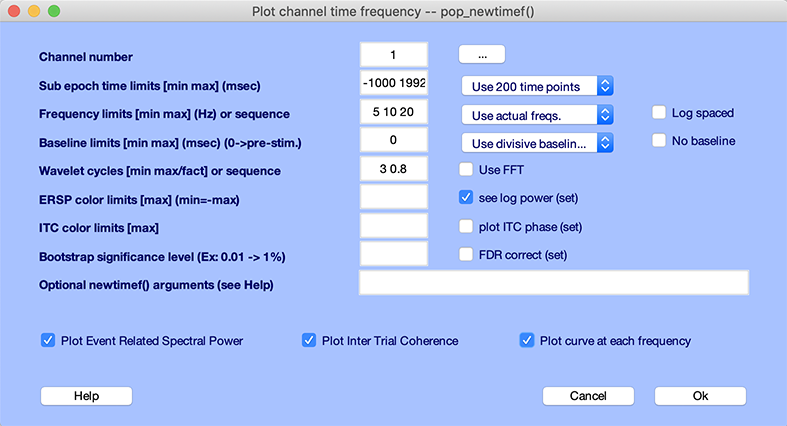 Plot channel time frequency -- pop_newtimef()
Channel number 1 ...
Sub epoch time limits [min max] (msec) -1000 1992 Use 200 time points
Frequency limits [min max] (Hz) or sequence 5 10 20 Use actual freqs. Log spaced
Baseline limits [min max] (msec) (0->pre-stim.) 0 Use divisive baselin... No baseline
Wavelet cycles [min max/fact] or sequence 3 0.8 Use FFT
ERSP color limits [max] (min=-max) see log power (set)
ITC color limits [max] plot ITC phase (set)
Bootstrap significance level (Ex: 0.01 -> 1%) FDR correct (set)
Optional newtimef() arguments (see Help)
Plot Event Related Spectral Power Plot Inter Trial Coherence Plot curve at each frequency
Help Cancel Ok